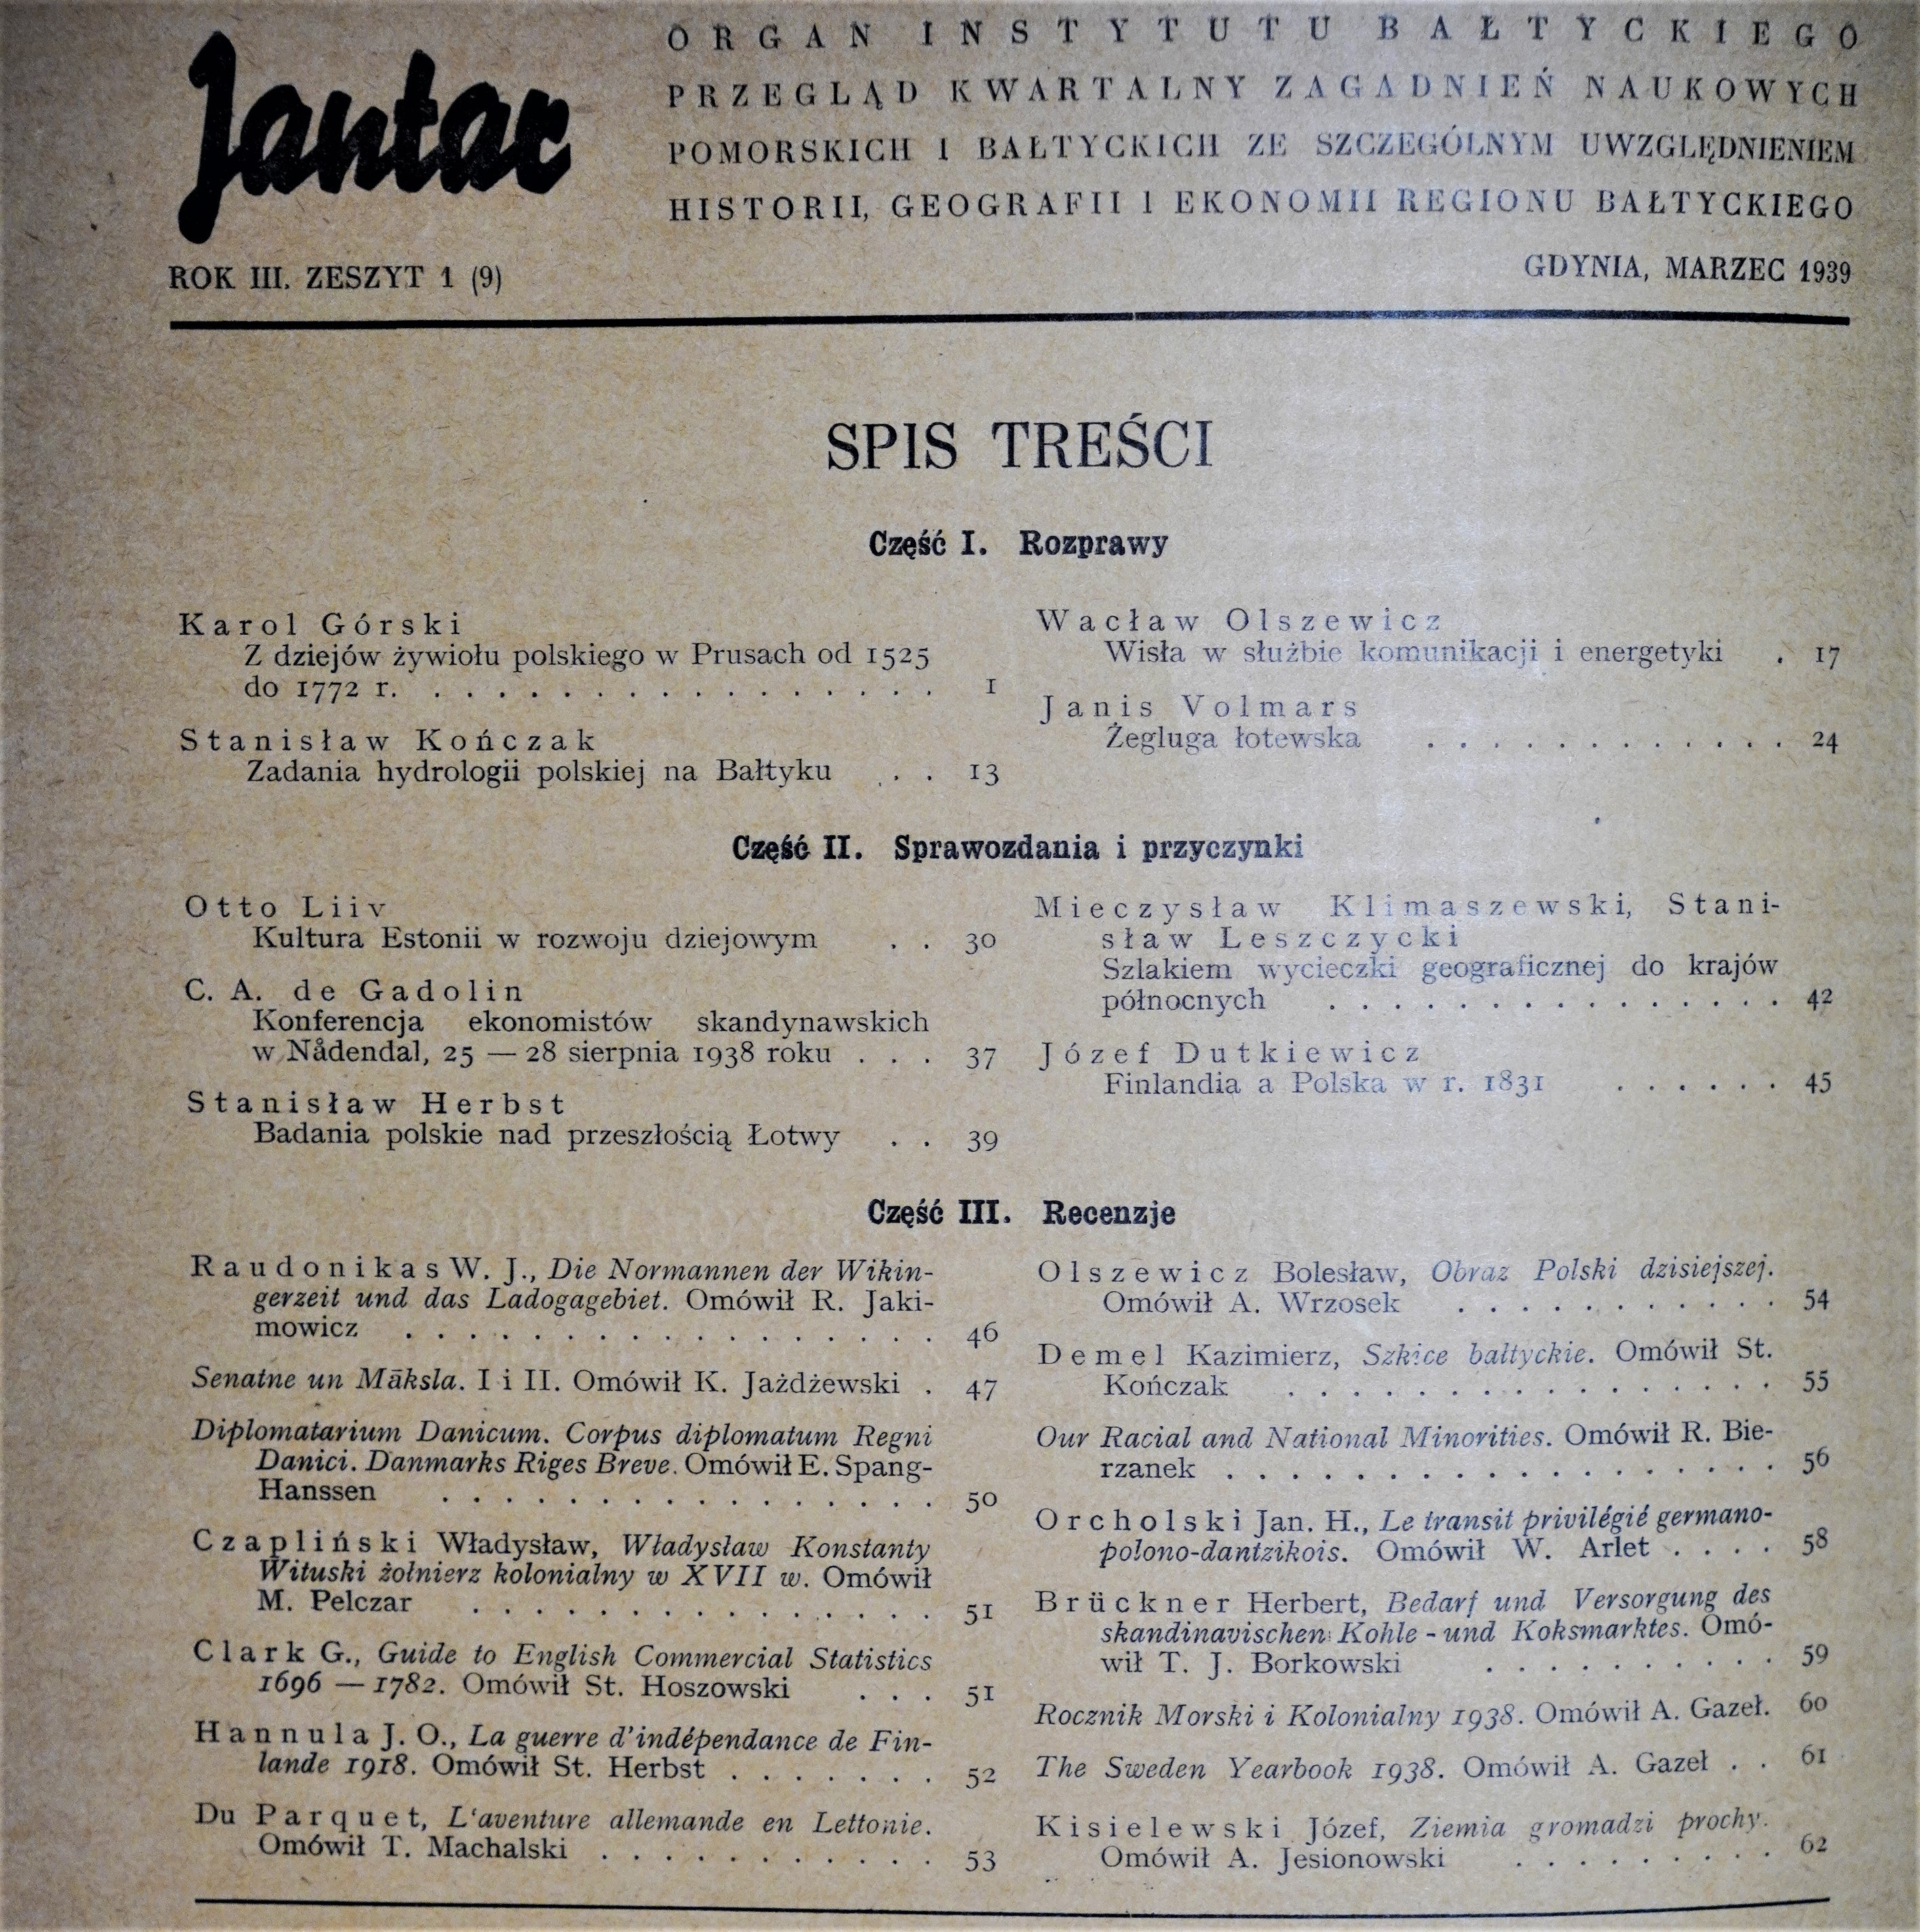 Jantar
ORGAN INSTYTUTU BAŁTYCKIEGO
PRZEGLĄD KWARTALNY ZAGADNIEŃ NAUKOWYCH
POMORSKICH I BAŁTYCKICH ZE SZCZEGÓLNYM UWZGLĘDNIENIEM
HISTORII, GEOGRAFII I EKONOMII REGIONU BAŁTYCKIEGO
ROK III. ZESZYT 1 (9)
GDYNIA, MARZEC 1939
SPIS TREŚCI
Część I. Rozprawy
Karol Górski
Z dziejów żywiołu polskiego w Prusach od 1525
do 1772 r. . . . . . . . . . . . . . . . . . 1
Stanisław Kończak
Zadania hydrologii polskiej na Bałtyku . . 13
Wacław Olszewicz
Wisła w służbie komunikacji i energetyki . 17
Janis Volmars
Żegluga łotewska . . . . . . . . . . . . . 24
Część II. Sprawozdania i przyczynki
Otto Liiv
Kultura Estonii w rozwoju dziejowym . . 30
C. A. de Gadolin
Konferencja ekonomistów skandynawskich
w Nådendal, 25 — 28 sierpnia 1938 roku . . . 37
Stanisław Herbst
Badania polskie nad przeszłością Łotwy . . 39
Mieczysław Klimaszewski, Stani-
sław Leszczycki
Szlakiem wycieczki geograficznej do krajów
północnych . . . . . . . . . . . . . . . 42
Józef Dutkiewicz
Finlandia a Polska w r. 1831 . . . . . . 45
Część III. Recenzje
Raudonikas W. J., Die Normannen der Wikin-
gerzeit und das Ladogagebiet. Omówił R. Jaki-
mowicz . . . . . . . . . . . . . . . . . 46
Senatne un Māksla. I i II. Omówił K. Jażdżewski . 47
Diplomatarium Danicum. Corpus diplomatum Regni
Danici. Danmarks Riges Breve. Omówił E. Spang-
Hanssen . . . . . . . . . . . . . . . . 50
Czapliński Władysław, Władysław Konstanty
Wituski żołnierz kolonialny w XVII w. Omówił
M. Pelczar . . . . . . . . . . . . . . . 51
Clark G., Guide to English Commercial Statistics
1696 — 1782. Omówił St. Hoszowski . . . 51
Hannula J. O., La guerre d'indépendance de Fin-
lande 1918. Omówił St. Herbst . . . . . . . 52
Du Parquet, L'aventure allemande en Lettonie.
Omówił T. Machalski . . . . . . . . . . . 53
Olszewicz Bolesław, Obraz Polski dzisiejszej.
Omówił A. Wrzosek . . . . . . . . . . . 54
Demel Kazimierz, Szkice bałtyckie. Omówił St.
Kończak . . . . . . . . . . . . . . . . 55
Our Racial and National Minorities. Omówił R. Bie-
rzanek . . . . . . . . . . . . . . . . . . 56
Orcholski Jan. H., Le transit privilégié germano-
polono-dantzikois. Omówił W. Arlet . . . . 58
Brückner Herbert, Bedarf und Versorgung des
skandinavischen Kohle - und Koksmarktes. Omó-
wił T. J. Borkowski . . . . . . . . . . 59
Rocznik Morski i Kolonialny 1938. Omówił A. Gazeł. 60
The Sweden Yearbook 1938. Omówił A. Gazeł . . 61
Kisielewski Józef, Ziemia gromadzi prochy.
Omówił A. Jesionowski . . . . . . . . . 62